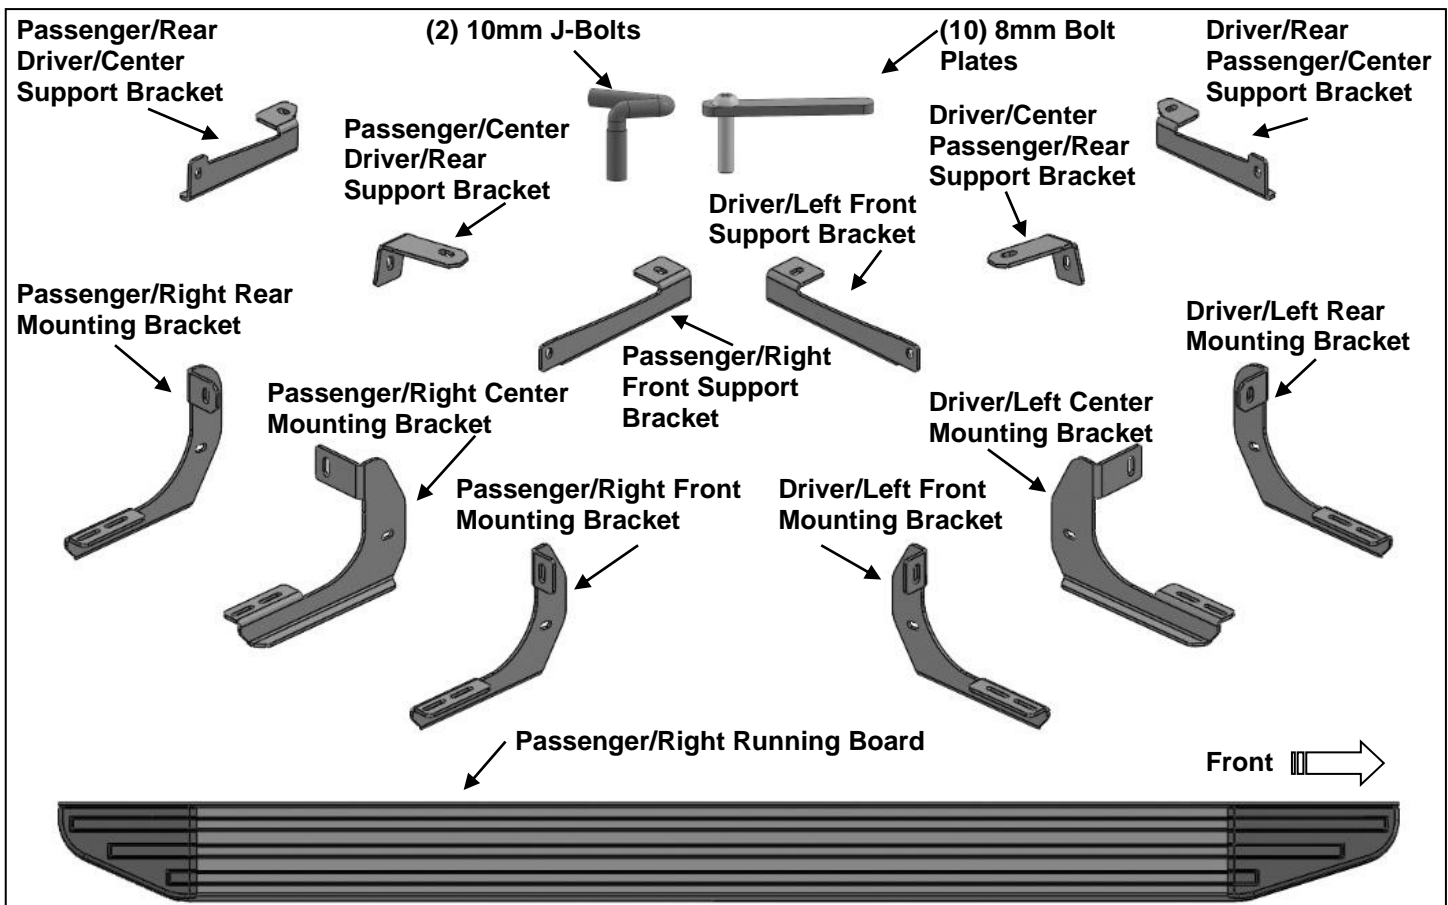 Passenger/Rear
Driver/Center
Support Bracket
(2) 10mm J-Bolts
(10) 8mm Bolt
Plates
Driver/Rear
Passenger/Center
Support Bracket
Passenger/Center
Driver/Rear
Support Bracket
Driver/Center
Passenger/Rear
Support Bracket
Driver/Left Front
Support Bracket
Passenger/Right Rear
Mounting Bracket
Passenger/Right
Front Support
Bracket
Driver/Left Rear
Mounting Bracket
Passenger/Right Center
Mounting Bracket
Driver/Left Center
Mounting Bracket
Passenger/Right Front
Mounting Bracket
Driver/Left Front
Mounting Bracket
Passenger/Right Running Board
Front